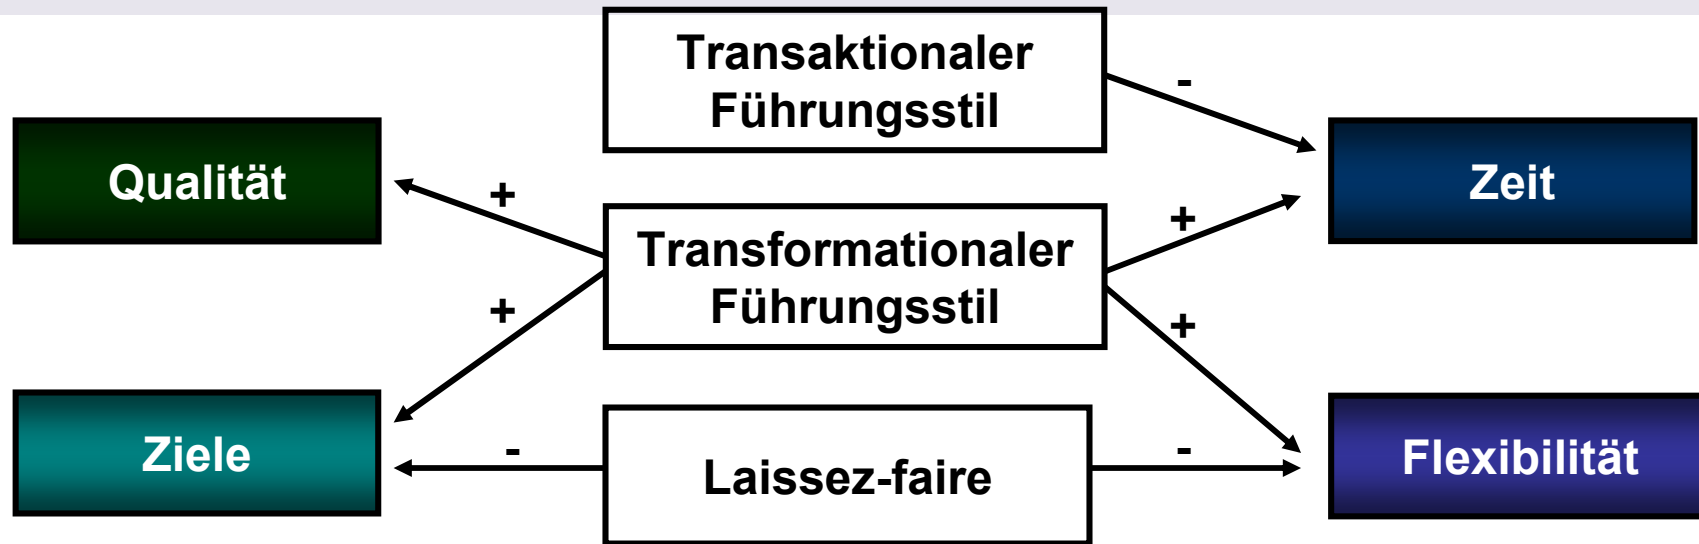 Transaktionaler
Führungsstil
-
Qualität
Zeit
+
+
Transformationaler
Führungsstil
+
+
Ziele
-
Laissez-faire
-
Flexibilität